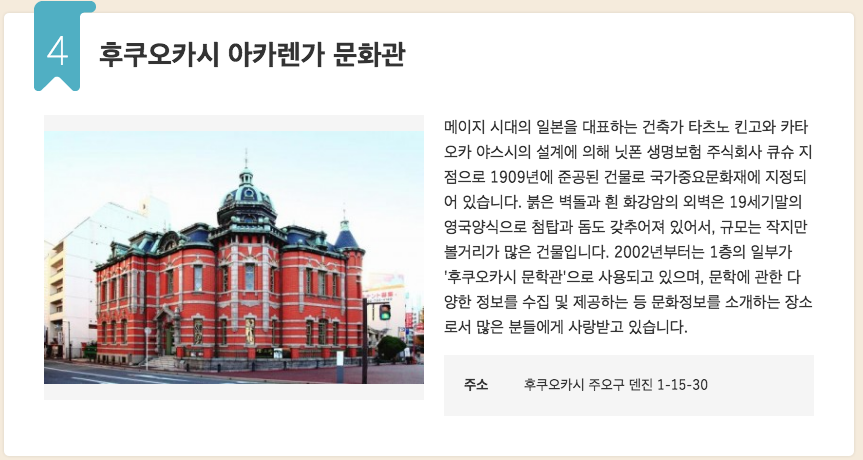 4
후쿠오카시 아카렌가 문화관
메이지 시대의 일본을 대표하는 건축가 타츠노 킨고와 카타
오카 야스시의 설계에 의해 닛폰 생명보험 주식회사 큐슈 지
점으로 1909년에 준공된 건물로 국가중요문화재에 지정되
어 있습니다. 붉은 벽돌과 흰 화강암의 외벽은 19세기말의
영국양식으로 첨탑과 돔도 갖추어져 있어서, 규모는 작지만
볼거리가 많은 건물입니다. 2002년부터는 1층의 일부가
'후쿠오카시 문학관'으로 사용되고 있으며, 문학에 관한 다
양한 정보를 수집 및 제공하는 등 문화정보를 소개하는 장소
로서 많은 분들에게 사랑받고 있습니다.
주소 후쿠오카시 주오구 덴진 1-15-30